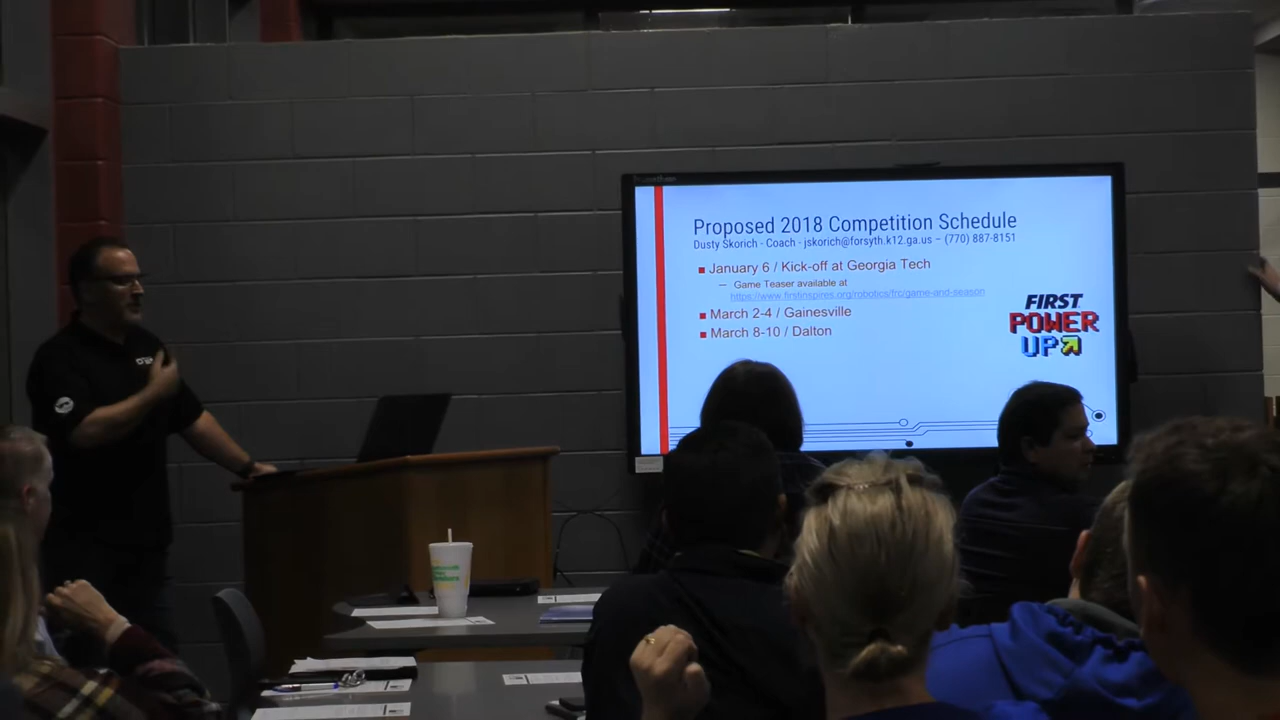 Proposed 2018 Competition Schedule
Dusty Skorich - Coach - jskorich@forsyth.k12.ga.us – (770) 887-8151
■ January 6 / Kick-off at Georgia Tech
– Game Teaser available at
https://www.firstinspires.org/robotics/frc/game-and-season
■ March 2-4 / Gainesville
■ March 8-10 / Dalton
FIRST
POWER
UP